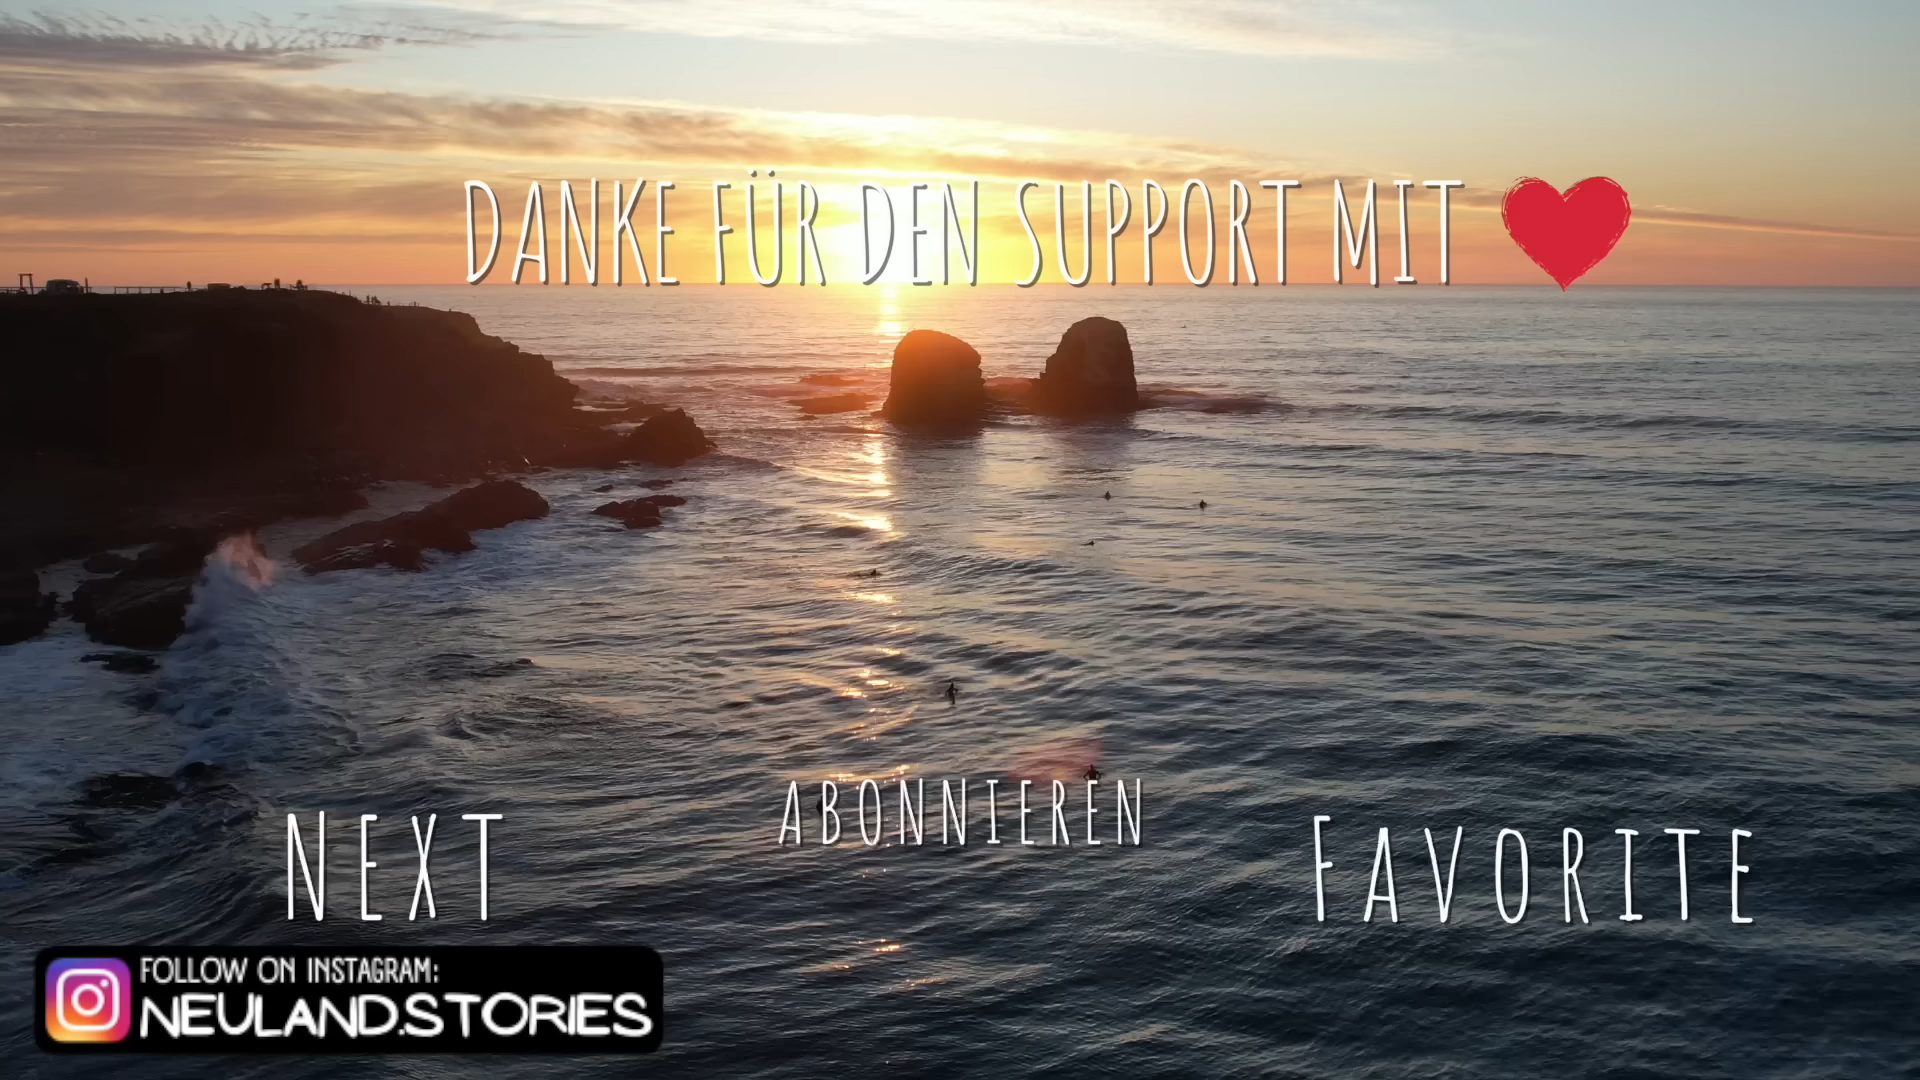 DANKE FÜR DEN SUPPORT MIT
ABONNIEREN
NEXT
FAVORITE
FOLLOW ON INSTAGRAM:
NEULAND.STORIES